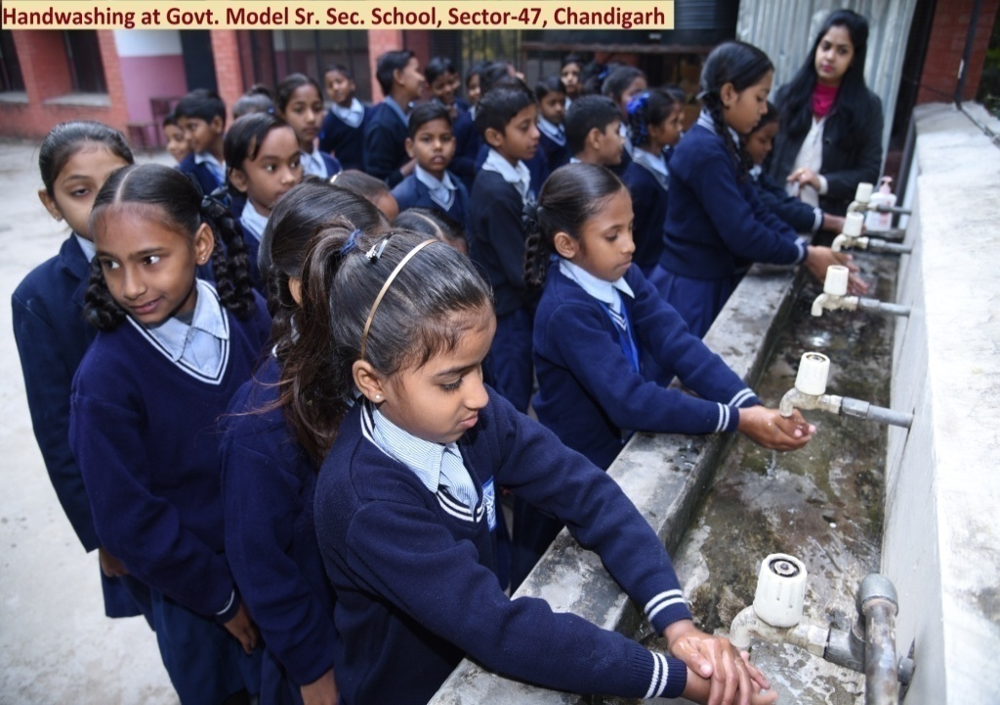 Handwashing at Govt. Model Sr. Sec. School, Sector-47, Chandigarh